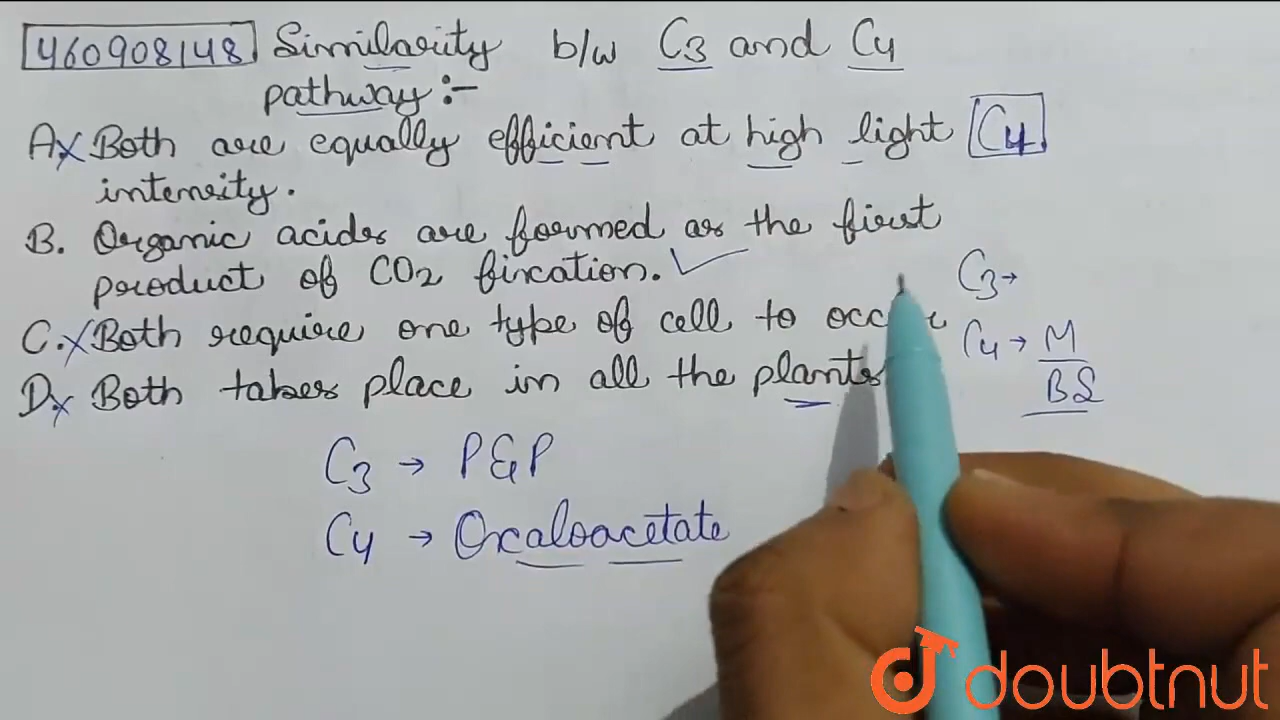 460908148 Similarity b/w C3 and C4
pathway :-
A. Both are equally efficient at high light C4
intensity.
B. Organic acids are formed as the first
product of CO2 fixation.
C. Both require one type of cell to
D. Both takes place in all the plants
C3 →
C4 → M
BS
C3 → PGP
C4 → Oxaloacetate
doubtnut